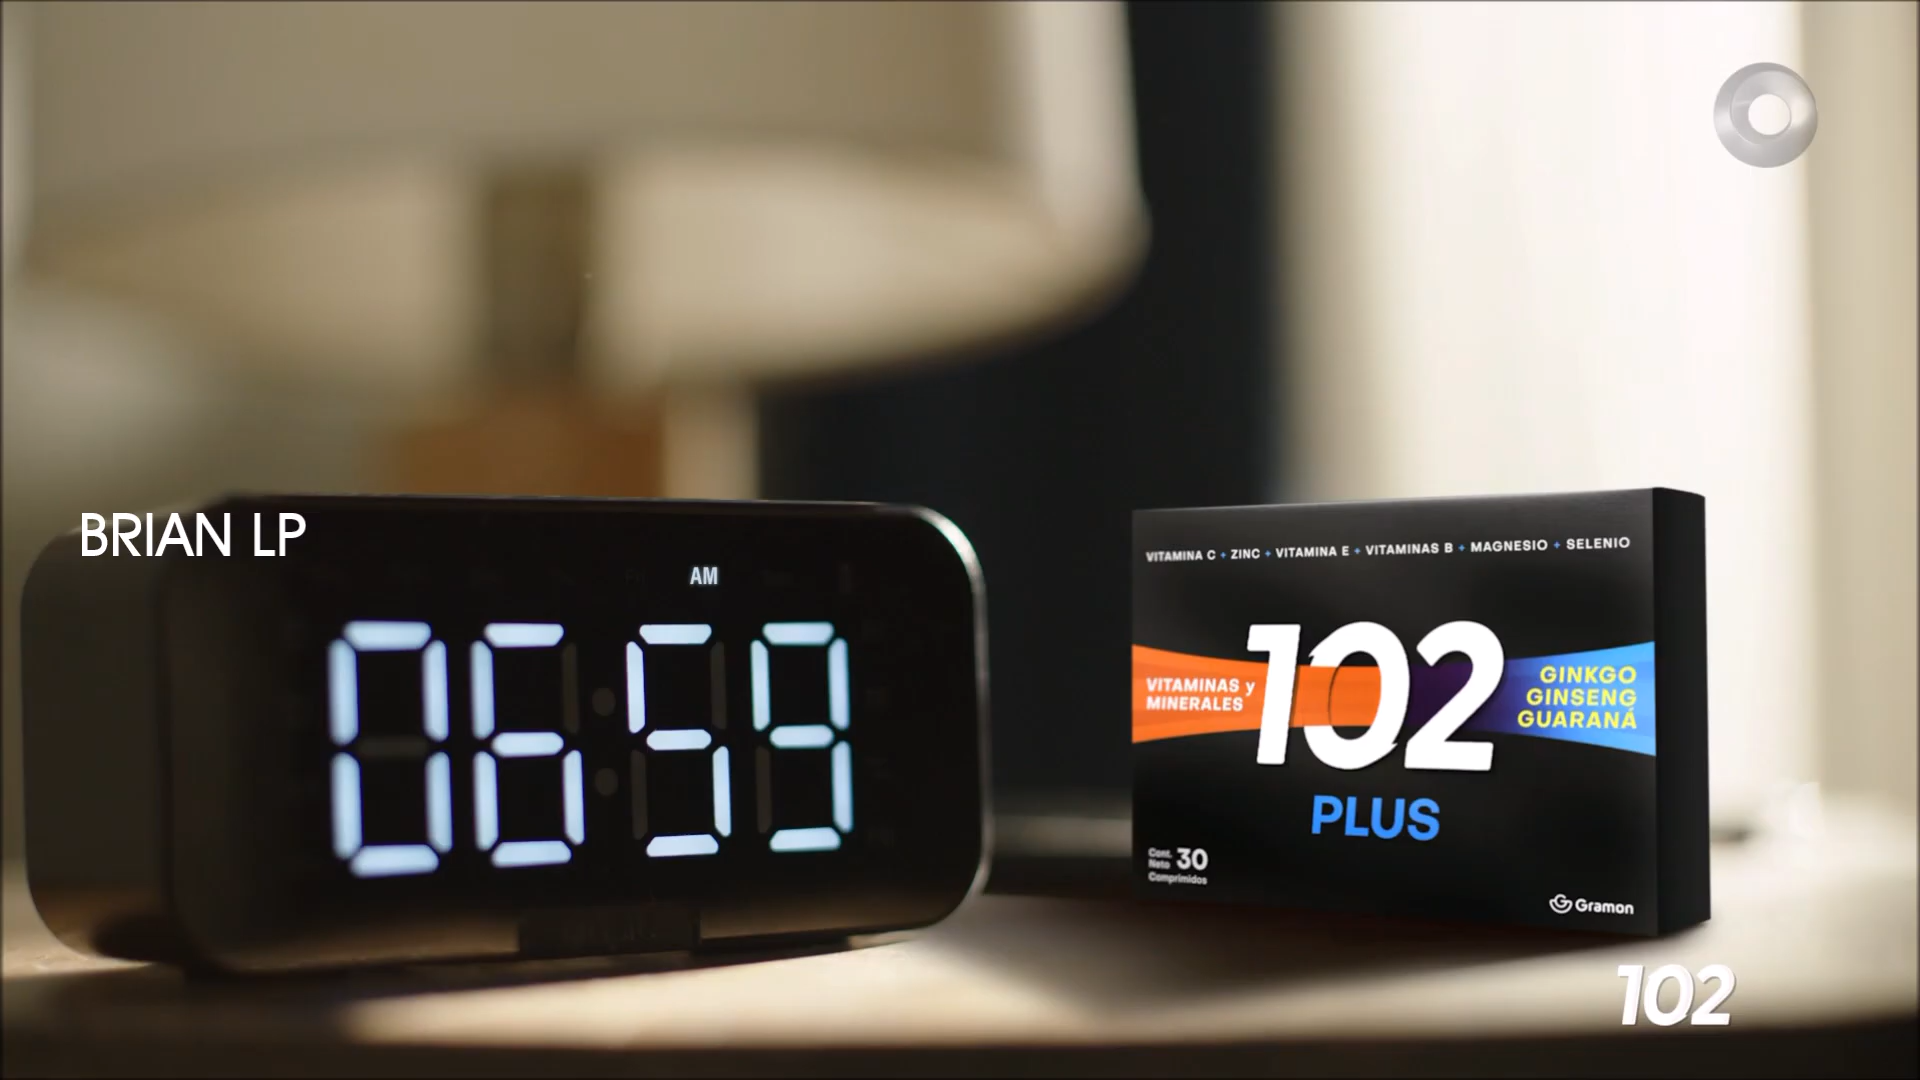 BRIAN LP
AM
06:59
VITAMINA C + ZINC + VITAMINA E + VITAMINAS B + MAGNESIO + SELENIO
VITAMINAS y
MINERALES
102
GINKGO
GINSENG
GUARANÁ
PLUS
Cont.
Neto 30
Comprimidos
Gramon
102